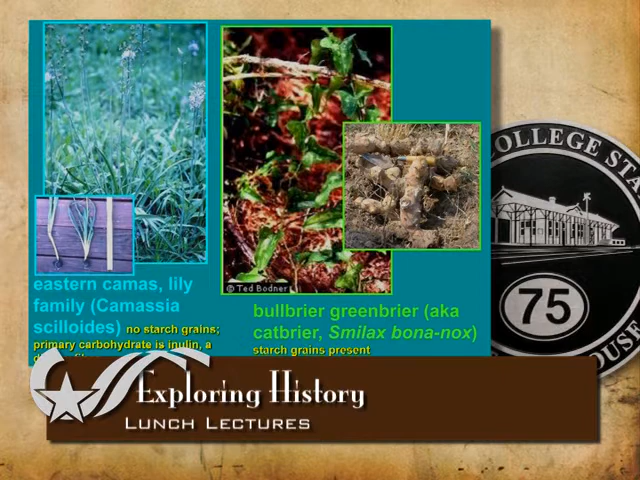 COLLEGE STA
75
HOUSE
© Ted Bodner
eastern camas, lily
family (Camassia
scilloides) no starch grains;
primary carbohydrate is inulin, a
bullbrier greenbrier (aka
catbrier, Smilax bona-nox)
starch grains present
Exploring History
LUNCH LECTURES